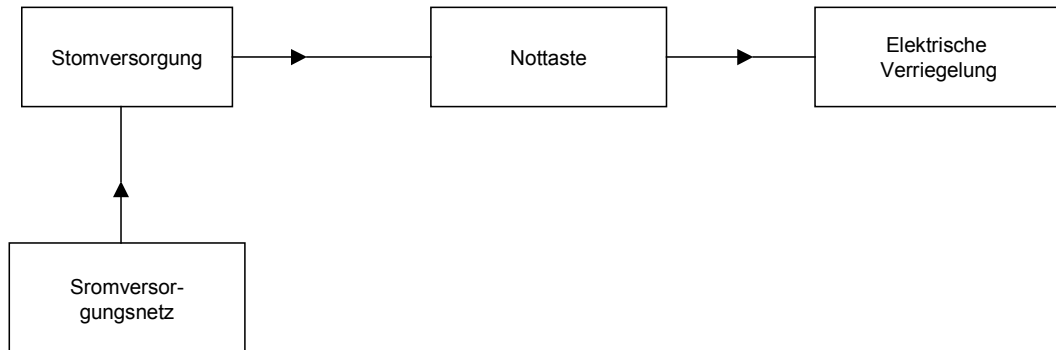 Stomversorgung
Nottaste
Elektrische
Verriegelung
Sromversor-
gungsnetz